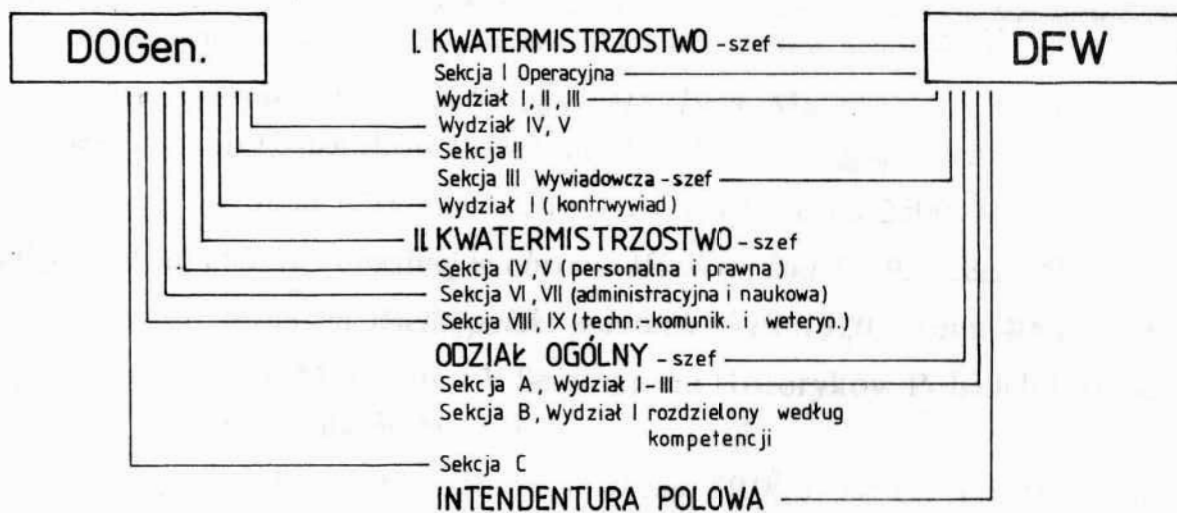 DOGen.
I. KWATERMISTRZOSTWO - szef
DFW
Sekcja I Operacyjna
Wydział I, II, III
Wydział IV, V
Sekcja II
Sekcja III Wywiadowcza - szef
Wydział I (kontrwywiad)
II. KWATERMISTRZOSTWO - szef
Sekcja IV, V (personalna i prawna)
Sekcja VI, VII (administracyjna i naukowa)
Sekcja VIII, IX (techn.-komunik. i weteryn.)
ODZIAŁ OGÓLNY - szef
Sekcja A, Wydział I-III
Sekcja B, Wydział I rozdzielony według
kompetencji
Sekcja C
INTENDENTURA POLOWA